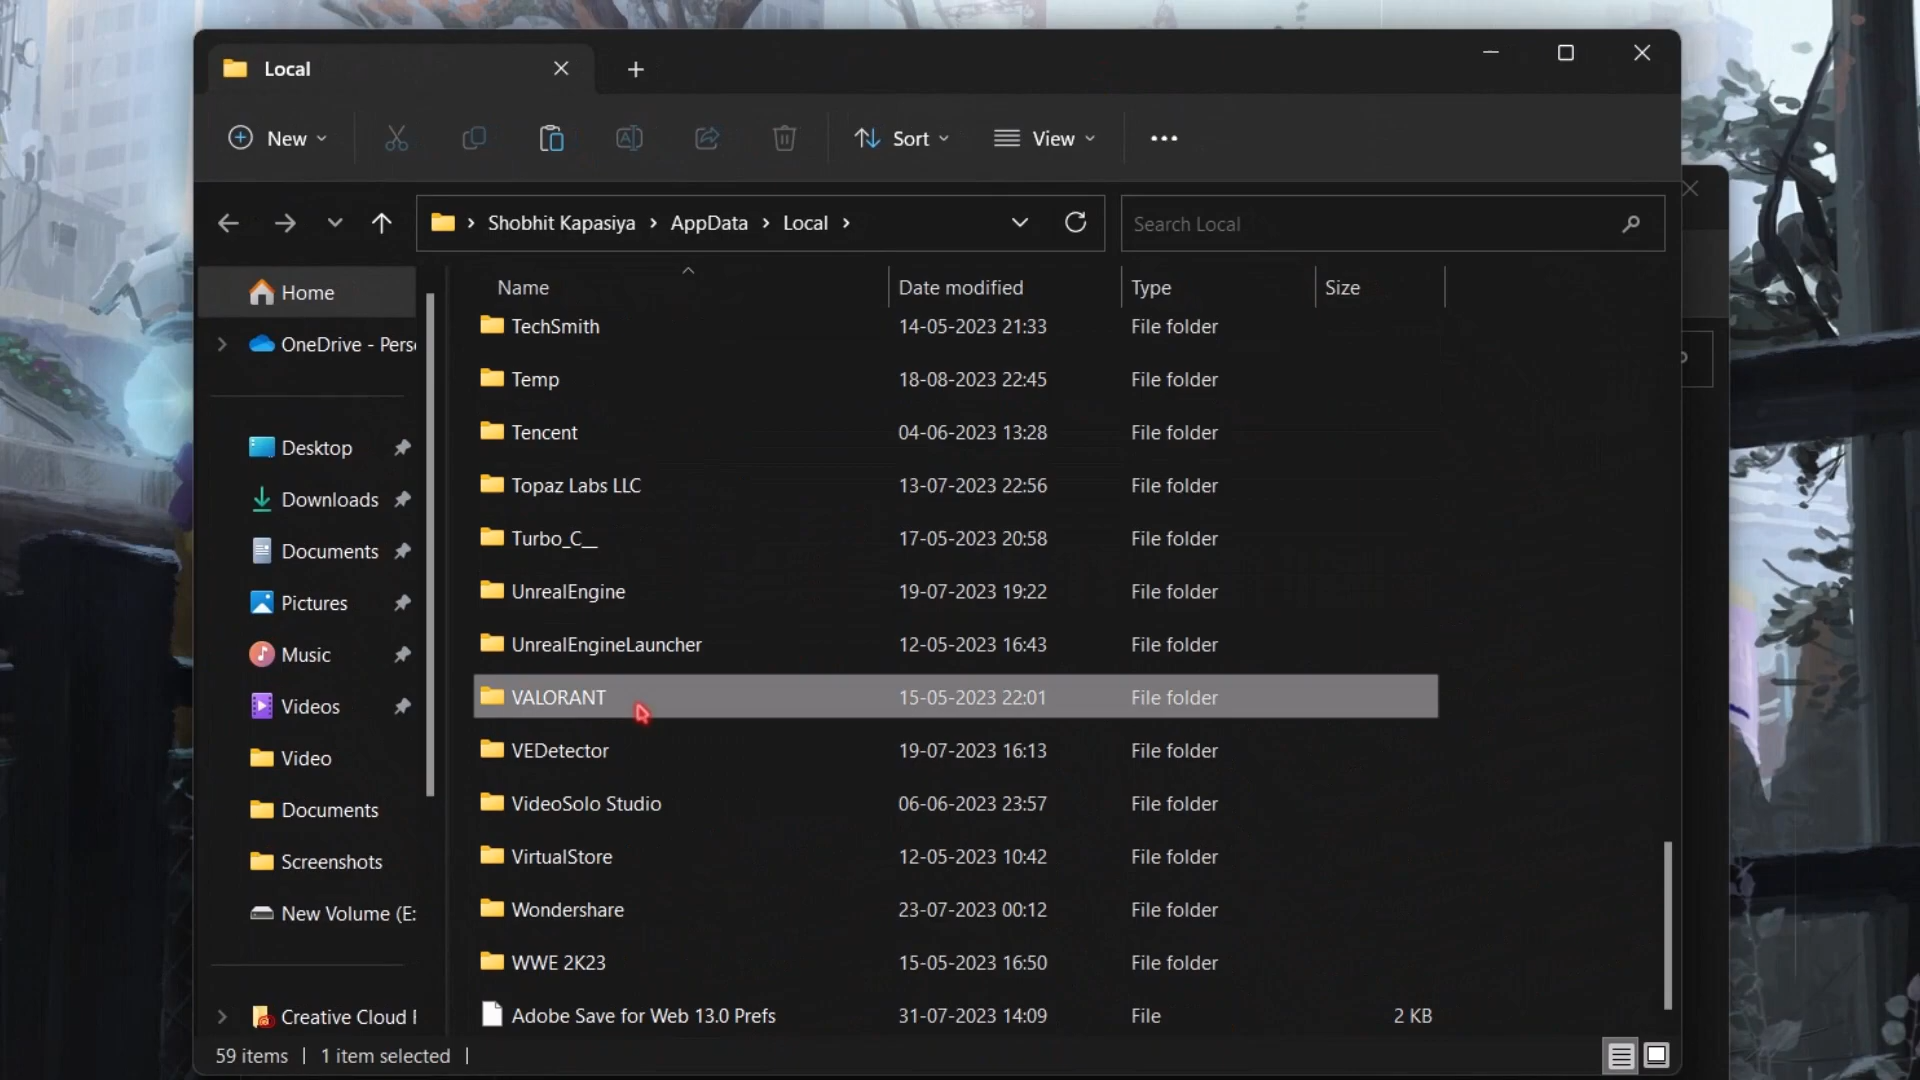 Local
New
Sort
View
Shobhit Kapasiya > AppData > Local >
Search Local
Name Date modified Type Size
Home
OneDrive - Pers
Desktop
Downloads
Documents
Pictures
Music
Videos
Video
Documents
Screenshots
New Volume (E:
Creative Cloud F
TechSmith 14-05-2023 21:33 File folder
Temp 18-08-2023 22:45 File folder
Tencent 04-06-2023 13:28 File folder
Topaz Labs LLC 13-07-2023 22:56 File folder
Turbo_C__ 17-05-2023 20:58 File folder
UnrealEngine 19-07-2023 19:22 File folder
UnrealEngineLauncher 12-05-2023 16:43 File folder
VALORANT 15-05-2023 22:01 File folder
VEDetector 19-07-2023 16:13 File folder
VideoSolo Studio 06-06-2023 23:57 File folder
VirtualStore 12-05-2023 10:42 File folder
Wondershare 23-07-2023 00:12 File folder
WWE 2K23 15-05-2023 16:50 File folder
Adobe Save for Web 13.0 Prefs 31-07-2023 14:09 File 2 KB
59 items | 1 item selected |